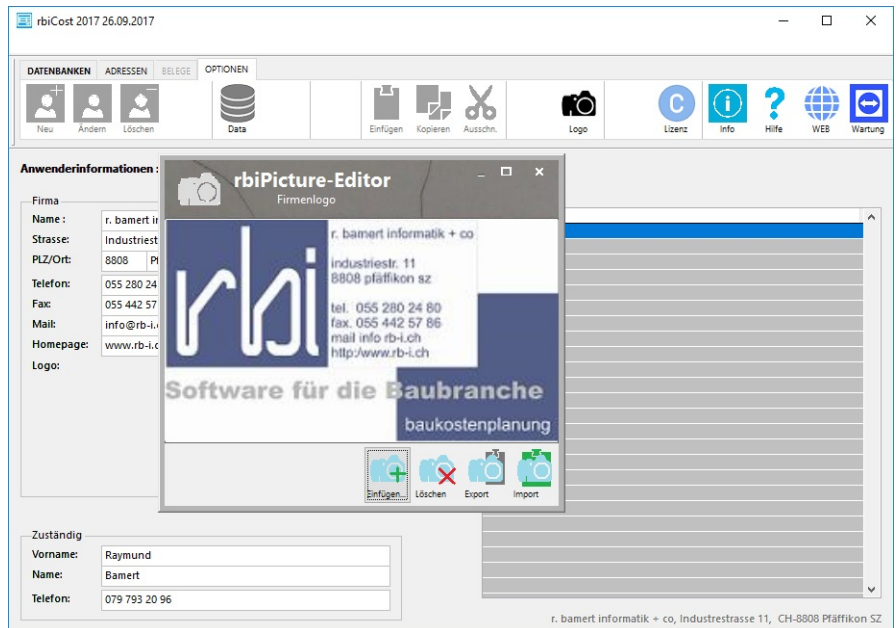 rbiCost 2017 26.09.2017
DATENBANKEN ADRESSEN BELEGE OPTIONEN
Neu Ändern Löschen Data Einfügen Kopieren Ausschn. Logo Lizenz Info Hilfe WEB Wartung
Anwenderinformationen :
Firma
Name : r. bamert
Strasse: Industriest
PLZ/Ort: 8808
Telefon: 055 280 24
Fax: 055 442 57
Mail: info@rb-i.
Homepage: www.rb-i.c
Logo:
rbiPicture-Editor
Firmenlogo
rbi
r. bamert informatik + co
industriestr. 11
8808 pfäffikon sz
tel. 055 280 24 80
fax. 055 442 57 86
mail info rb-i.ch
http:/www.rb-i.ch
Software für die Baubranche
baukostenplanung
Einfügen... Löschen Export Import
Zuständig
Vorname: Raymund
Name: Bamert
Telefon: 079 793 20 96
r. bamert informatik + co, Industrestrasse 11, CH-8808 Pfäffikon SZ